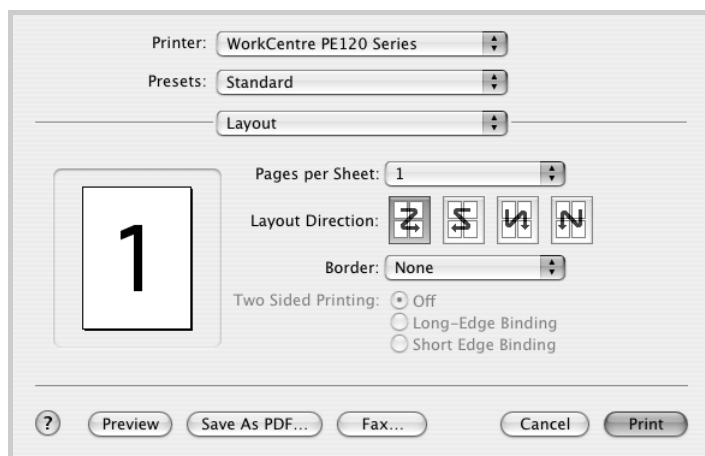 Printer: WorkCentre PE120 Series
Presets: Standard
Layout
Pages per Sheet: 1
1
Layout Direction:
Border: None
Two Sided Printing: Off
Long-Edge Binding
Short Edge Binding
? Preview Save As PDF... Fax... Cancel Print